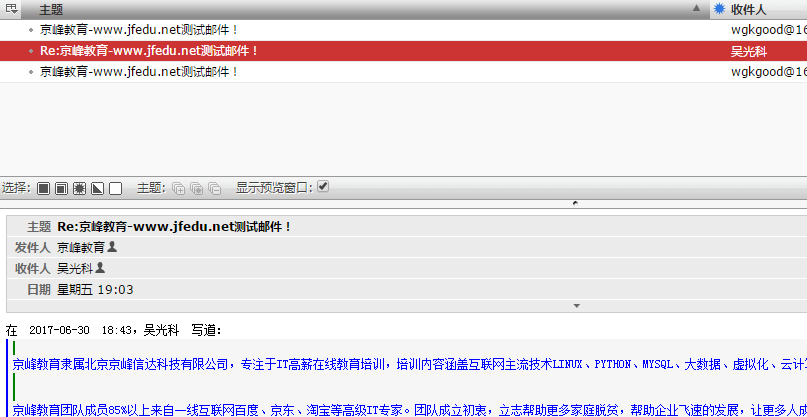 主题 收件人
京峰教育-www.jfedu.net测试邮件！ wgkgood@16
Re:京峰教育-www.jfedu.net测试邮件！ 吴光科
京峰教育-www.jfedu.net测试邮件！ wgkgood@16
选择: 主题: 显示预览窗口:
主题 Re:京峰教育-www.jfedu.net测试邮件！
发件人 京峰教育
收件人 吴光科
日期 星期五 19:03
在 2017-06-30 18:43，吴光科 写道:
京峰教育隶属北京京峰信达科技有限公司，专注于IT高薪在线教育培训，培训内容涵盖互联网主流技术LINUX、PYTHON、MYSQL、大数据、虚拟化、云计
京峰教育团队成员85%以上来自一线互联网百度、京东、淘宝等高级IT专家。团队成立初衷，立志帮助更多家庭脱贫，帮助企业飞速的发展，让更多人